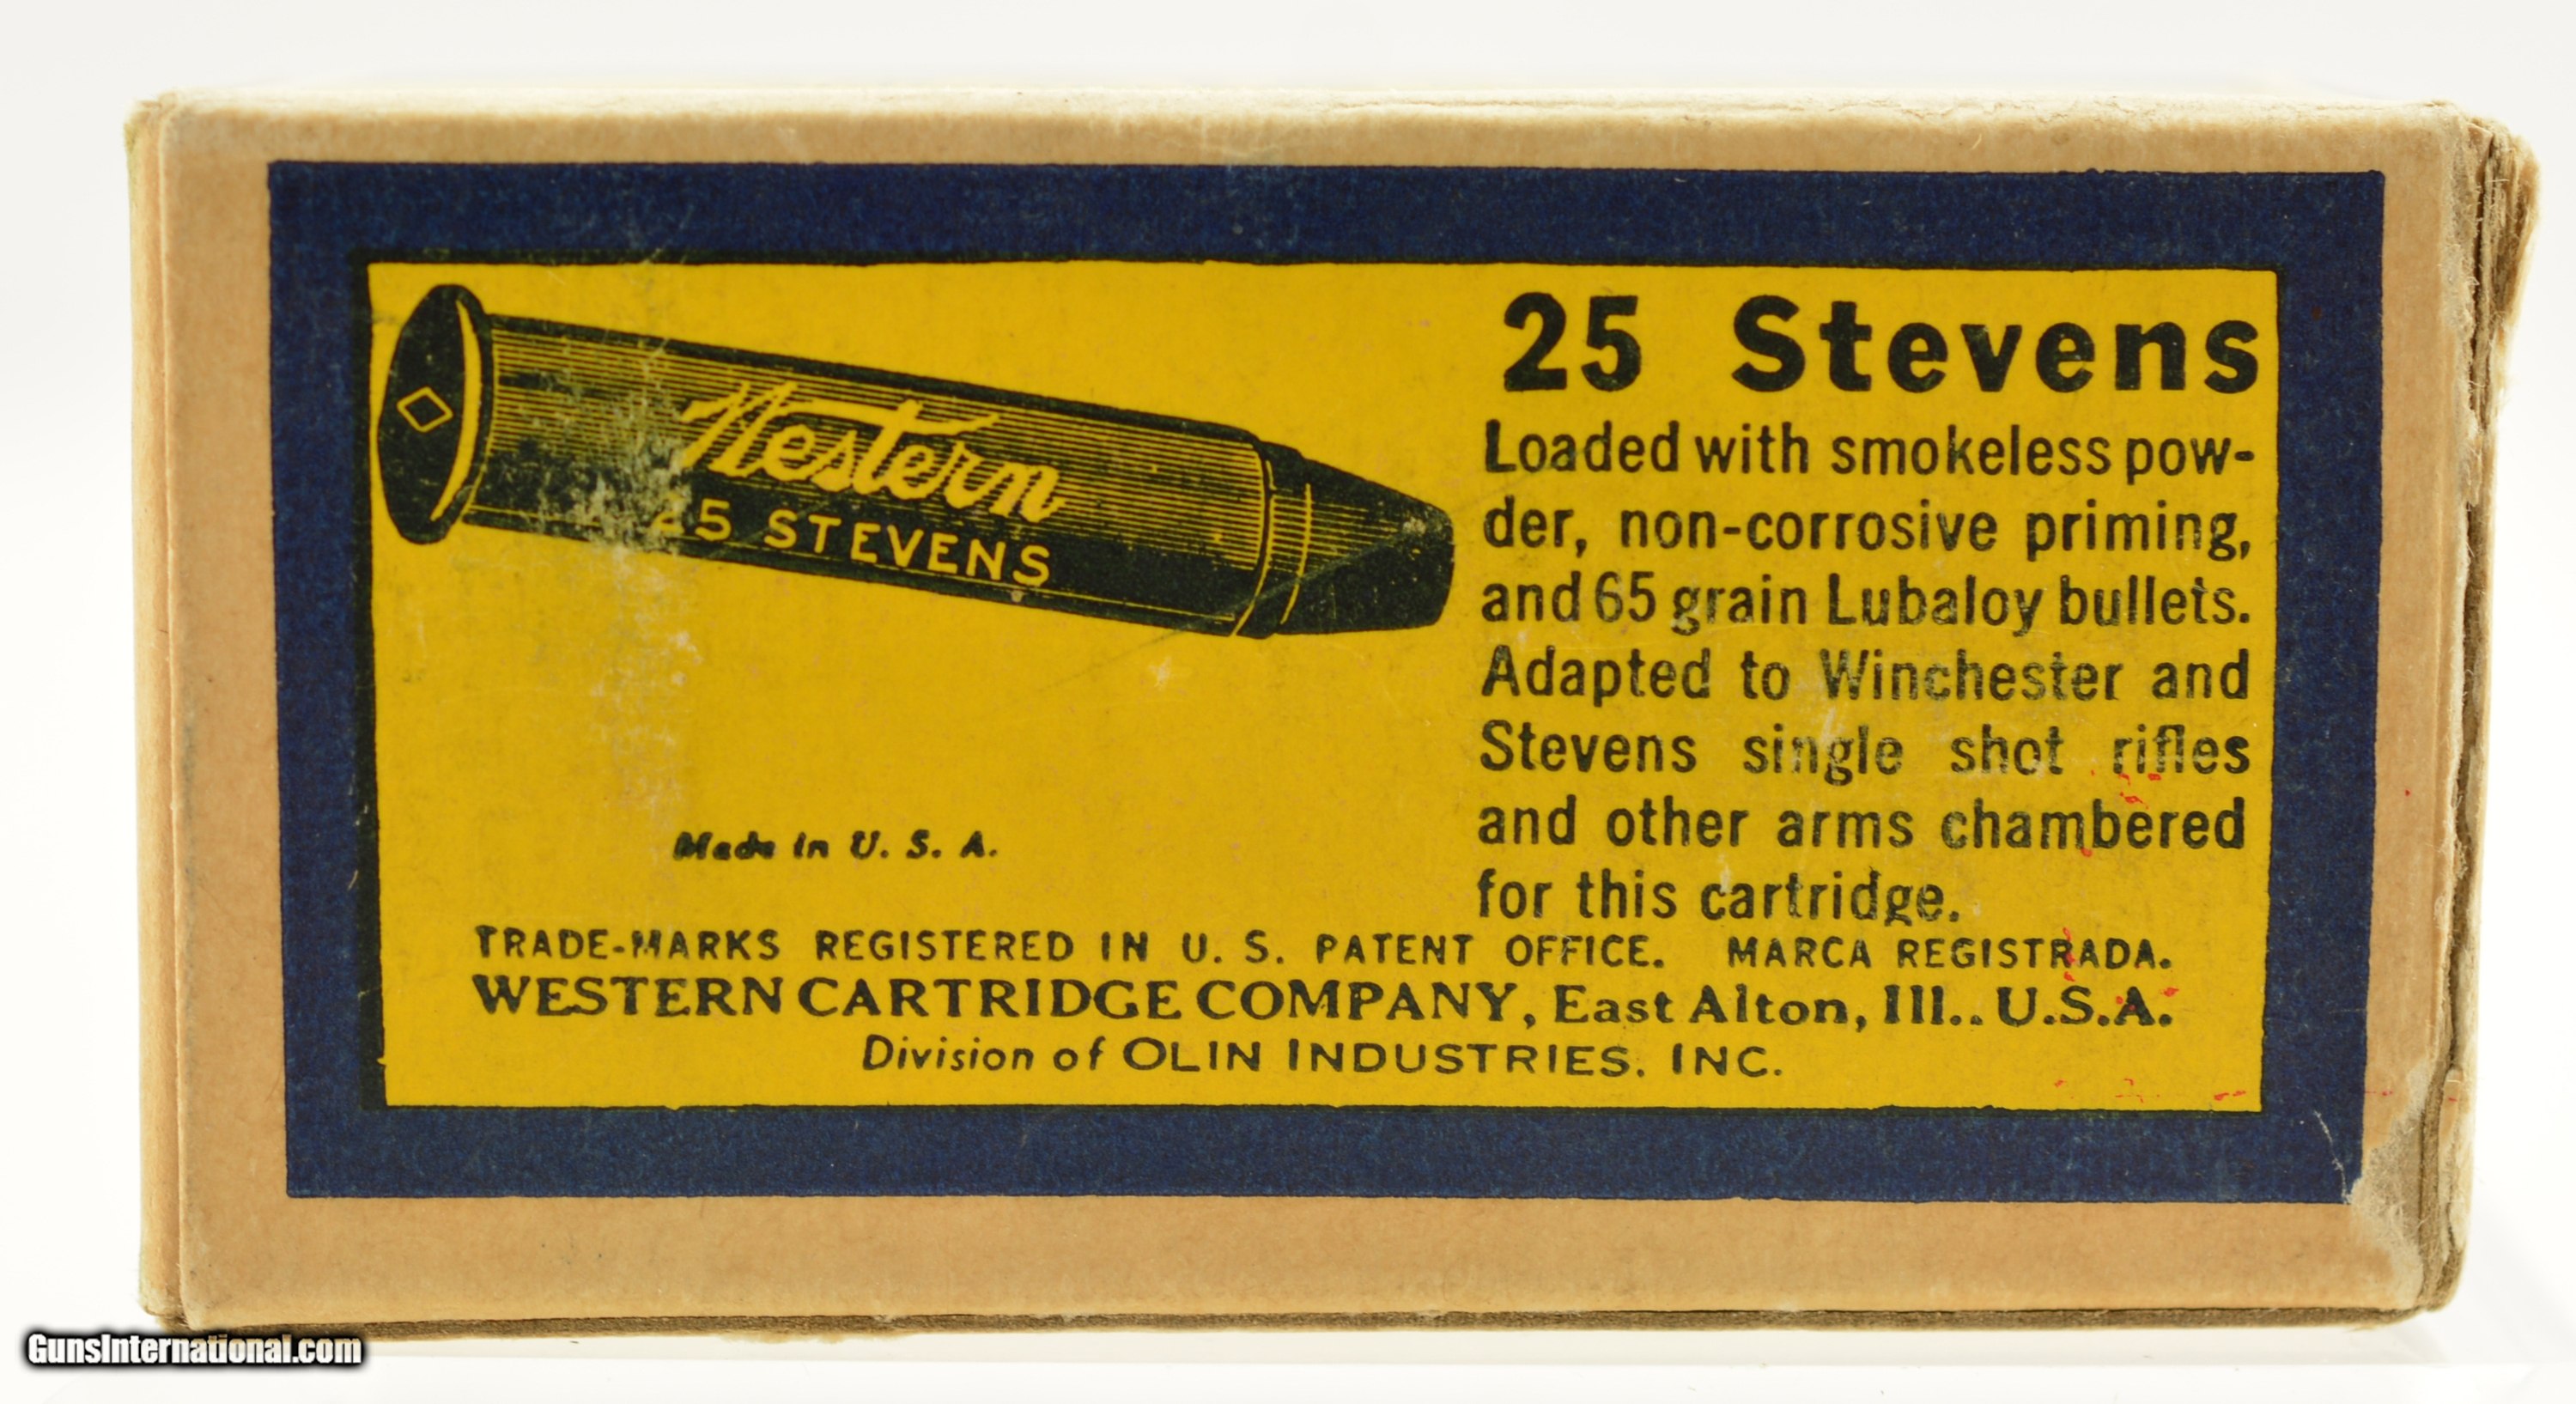 25 Stevens
Western
25 STEVENS
Loaded with smokeless pow-
der, non-corrosive priming,
and 65 grain Lubaloy bullets.
Adapted to Winchester and
Stevens single shot rifles
and other arms chambered
for this cartridge.
Made in U. S. A.
TRADE-MARKS REGISTERED IN U. S. PATENT OFFICE. MARCA REGISTRADA.
WESTERN CARTRIDGE COMPANY, East Alton, Ill.. U.S.A.
Division of OLIN INDUSTRIES. INC.
GunsInternational.com